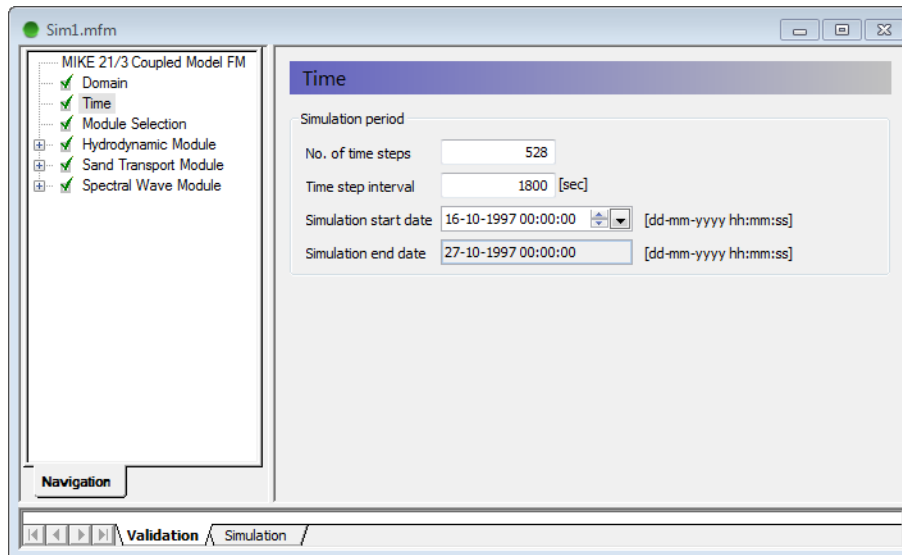 Sim1.mfm
MIKE 21/3 Coupled Model FM
Domain
Time
Module Selection
Hydrodynamic Module
Sand Transport Module
Spectral Wave Module
Navigation
Time
Simulation period
No. of time steps 528
Time step interval 1800 [sec]
Simulation start date 16-10-1997 00:00:00 [dd-mm-yyyy hh:mm:ss]
Simulation end date 27-10-1997 00:00:00 [dd-mm-yyyy hh:mm:ss]
Validation Simulation